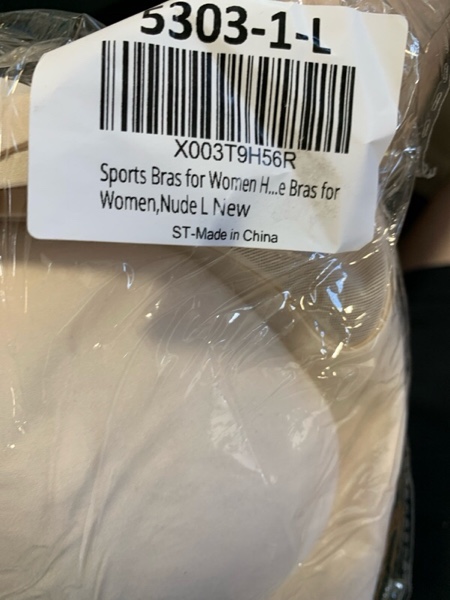 5303-1-L
X003T9H56R
Sports Bras for Women H...e Bras for
Women,Nude L New
ST-Made in China